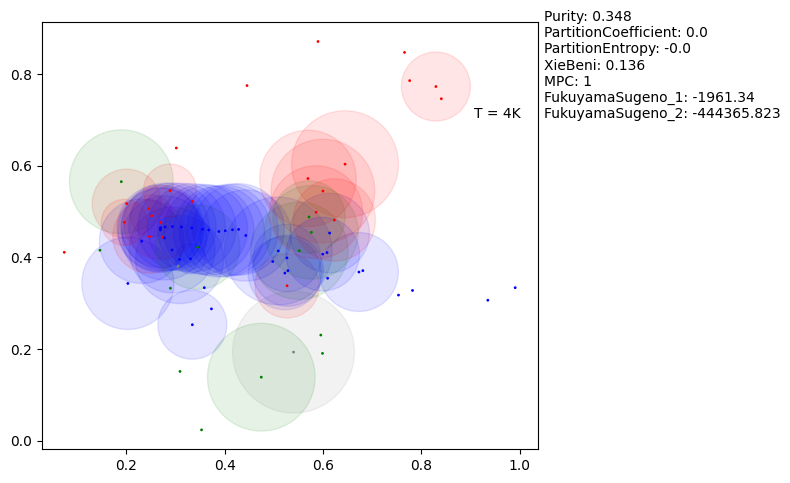 Purity: 0.348
PartitionCoefficient: 0.0
PartitionEntropy: -0.0
XieBeni: 0.136
MPC: 1
FukuyamaSugeno_1: -1961.34
FukuyamaSugeno_2: -444365.823
T = 4K
0.8
0.6
0.4
0.2
0.0
0.2 0.4 0.6 0.8 1.0